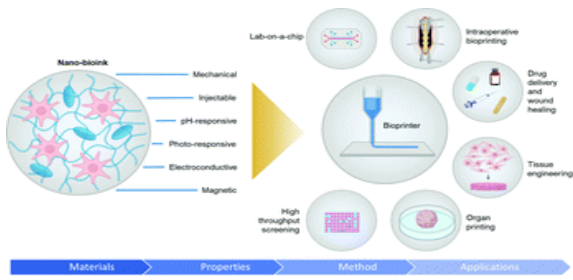 Nano-bioink
Mechanical
Injectable
pH-responsive
Photo-responsive
Electroconductive
Magnetic
Lab-on-a-chip
Intraoperative
bioprinting
Bioprinter
Drug
delivery
and
wound
healing
Tissue
engineering
High
throughput
screening
Organ
printing
Materials
Properties
Method
Applications